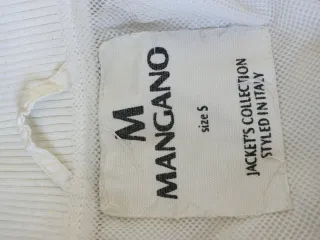 M
MANGANO
size S
JACKET'S COLLECTION
STYLED IN ITALY